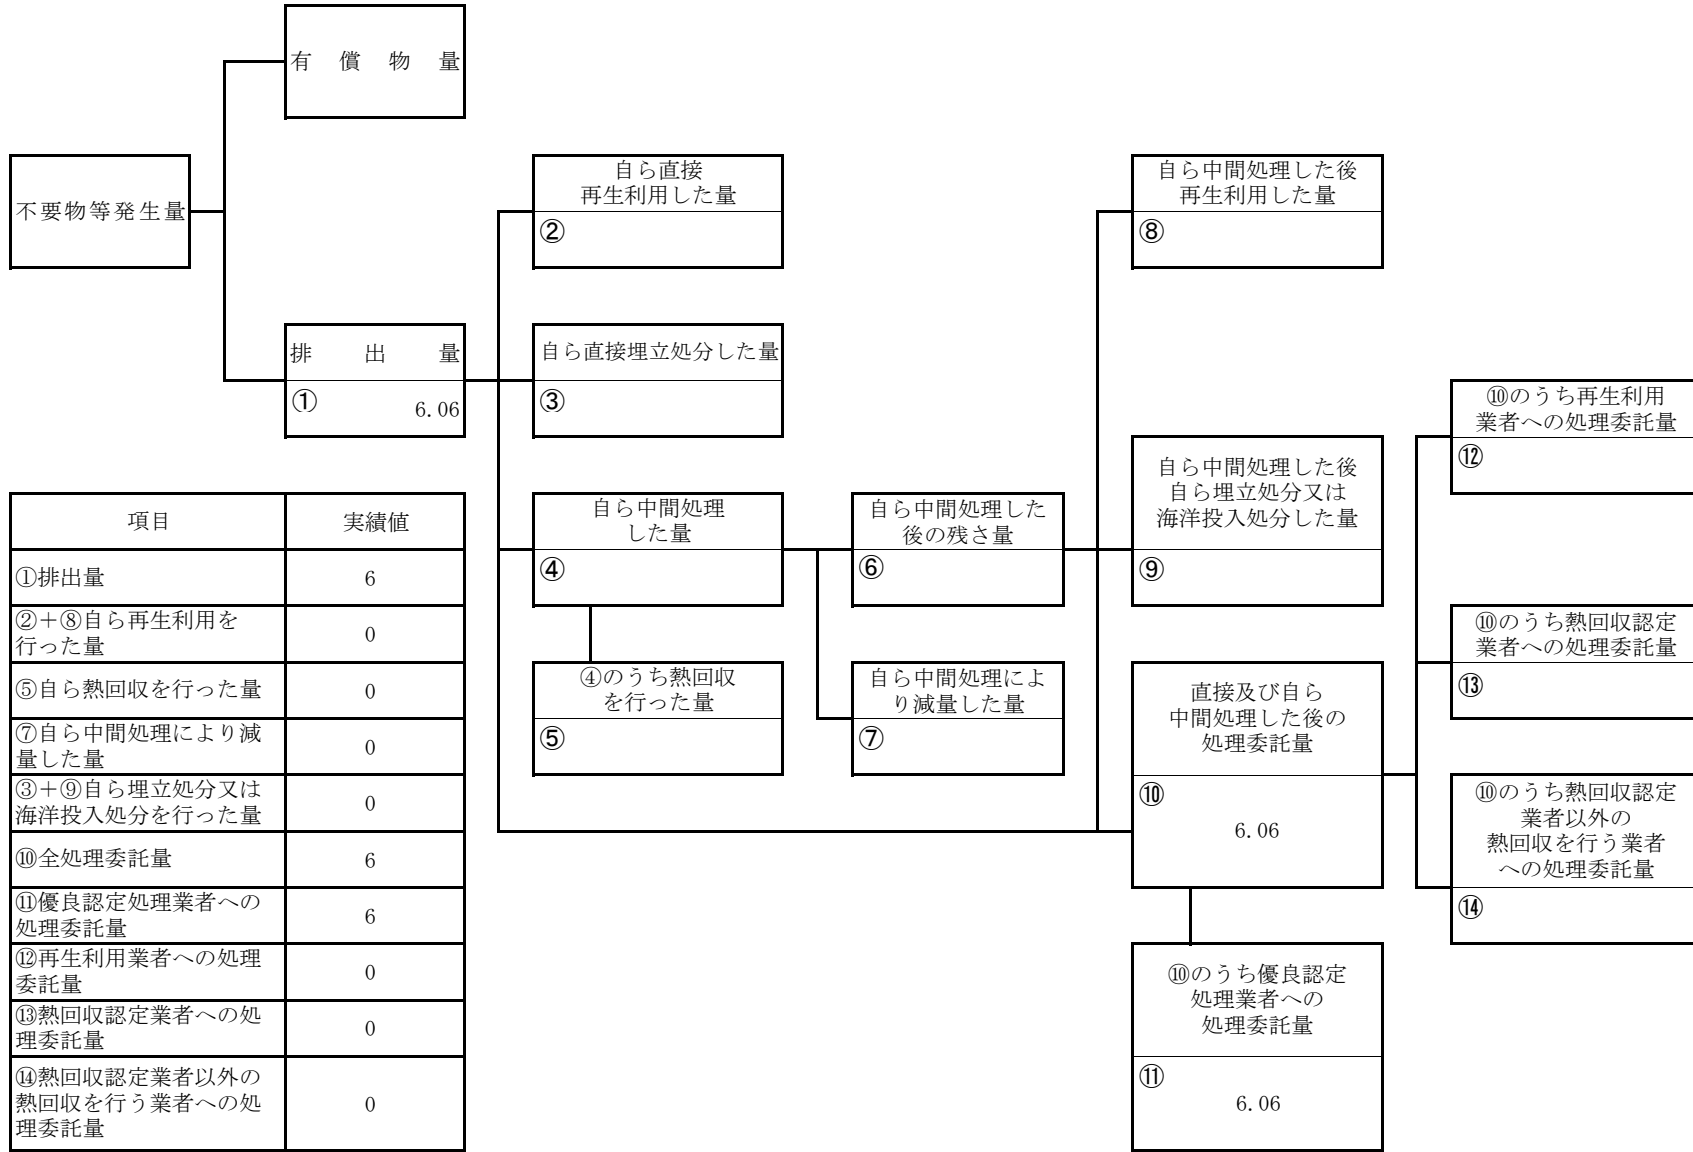 有償物量
不要物等発生量
排出量
①
6.06
自ら直接
再生利用した量
②
自ら直接埋立処分した量
③
自ら中間処理
した量
④
④のうち熱回収
を行った量
⑤
自ら中間処理した
後の残さ量
⑥
自ら中間処理によ
り減量した量
⑦
自ら中間処理した後
再生利用した量
⑧
自ら中間処理した後
自ら埋立処分又は
海洋投入処分した量
⑨
直接及び自ら
中間処理した後の
処理委託量
⑩
6.06
⑩のうち優良認定
処理業者への
処理委託量
⑪
6.06
⑩のうち再生利用
業者への処理委託量
⑫
⑩のうち熱回収認定
業者への処理委託量
⑬
⑩のうち熱回収認定
業者以外の
熱回収を行う業者
への処理委託量
⑭
項目 実績値
①排出量 6
②+⑧自ら再生利用を
行った量 0
⑤自ら熱回収を行った量 0
⑦自ら中間処理により減
量した量 0
③+⑨自ら埋立処分又は
海洋投入処分を行った量 0
⑩全処理委託量 6
⑪優良認定処理業者への
処理委託量 6
⑫再生利用業者への処理
委託量 0
⑬熱回収認定業者への処
理委託量 0
⑭熱回収認定業者以外の
熱回収を行う業者への処 0
理委託量